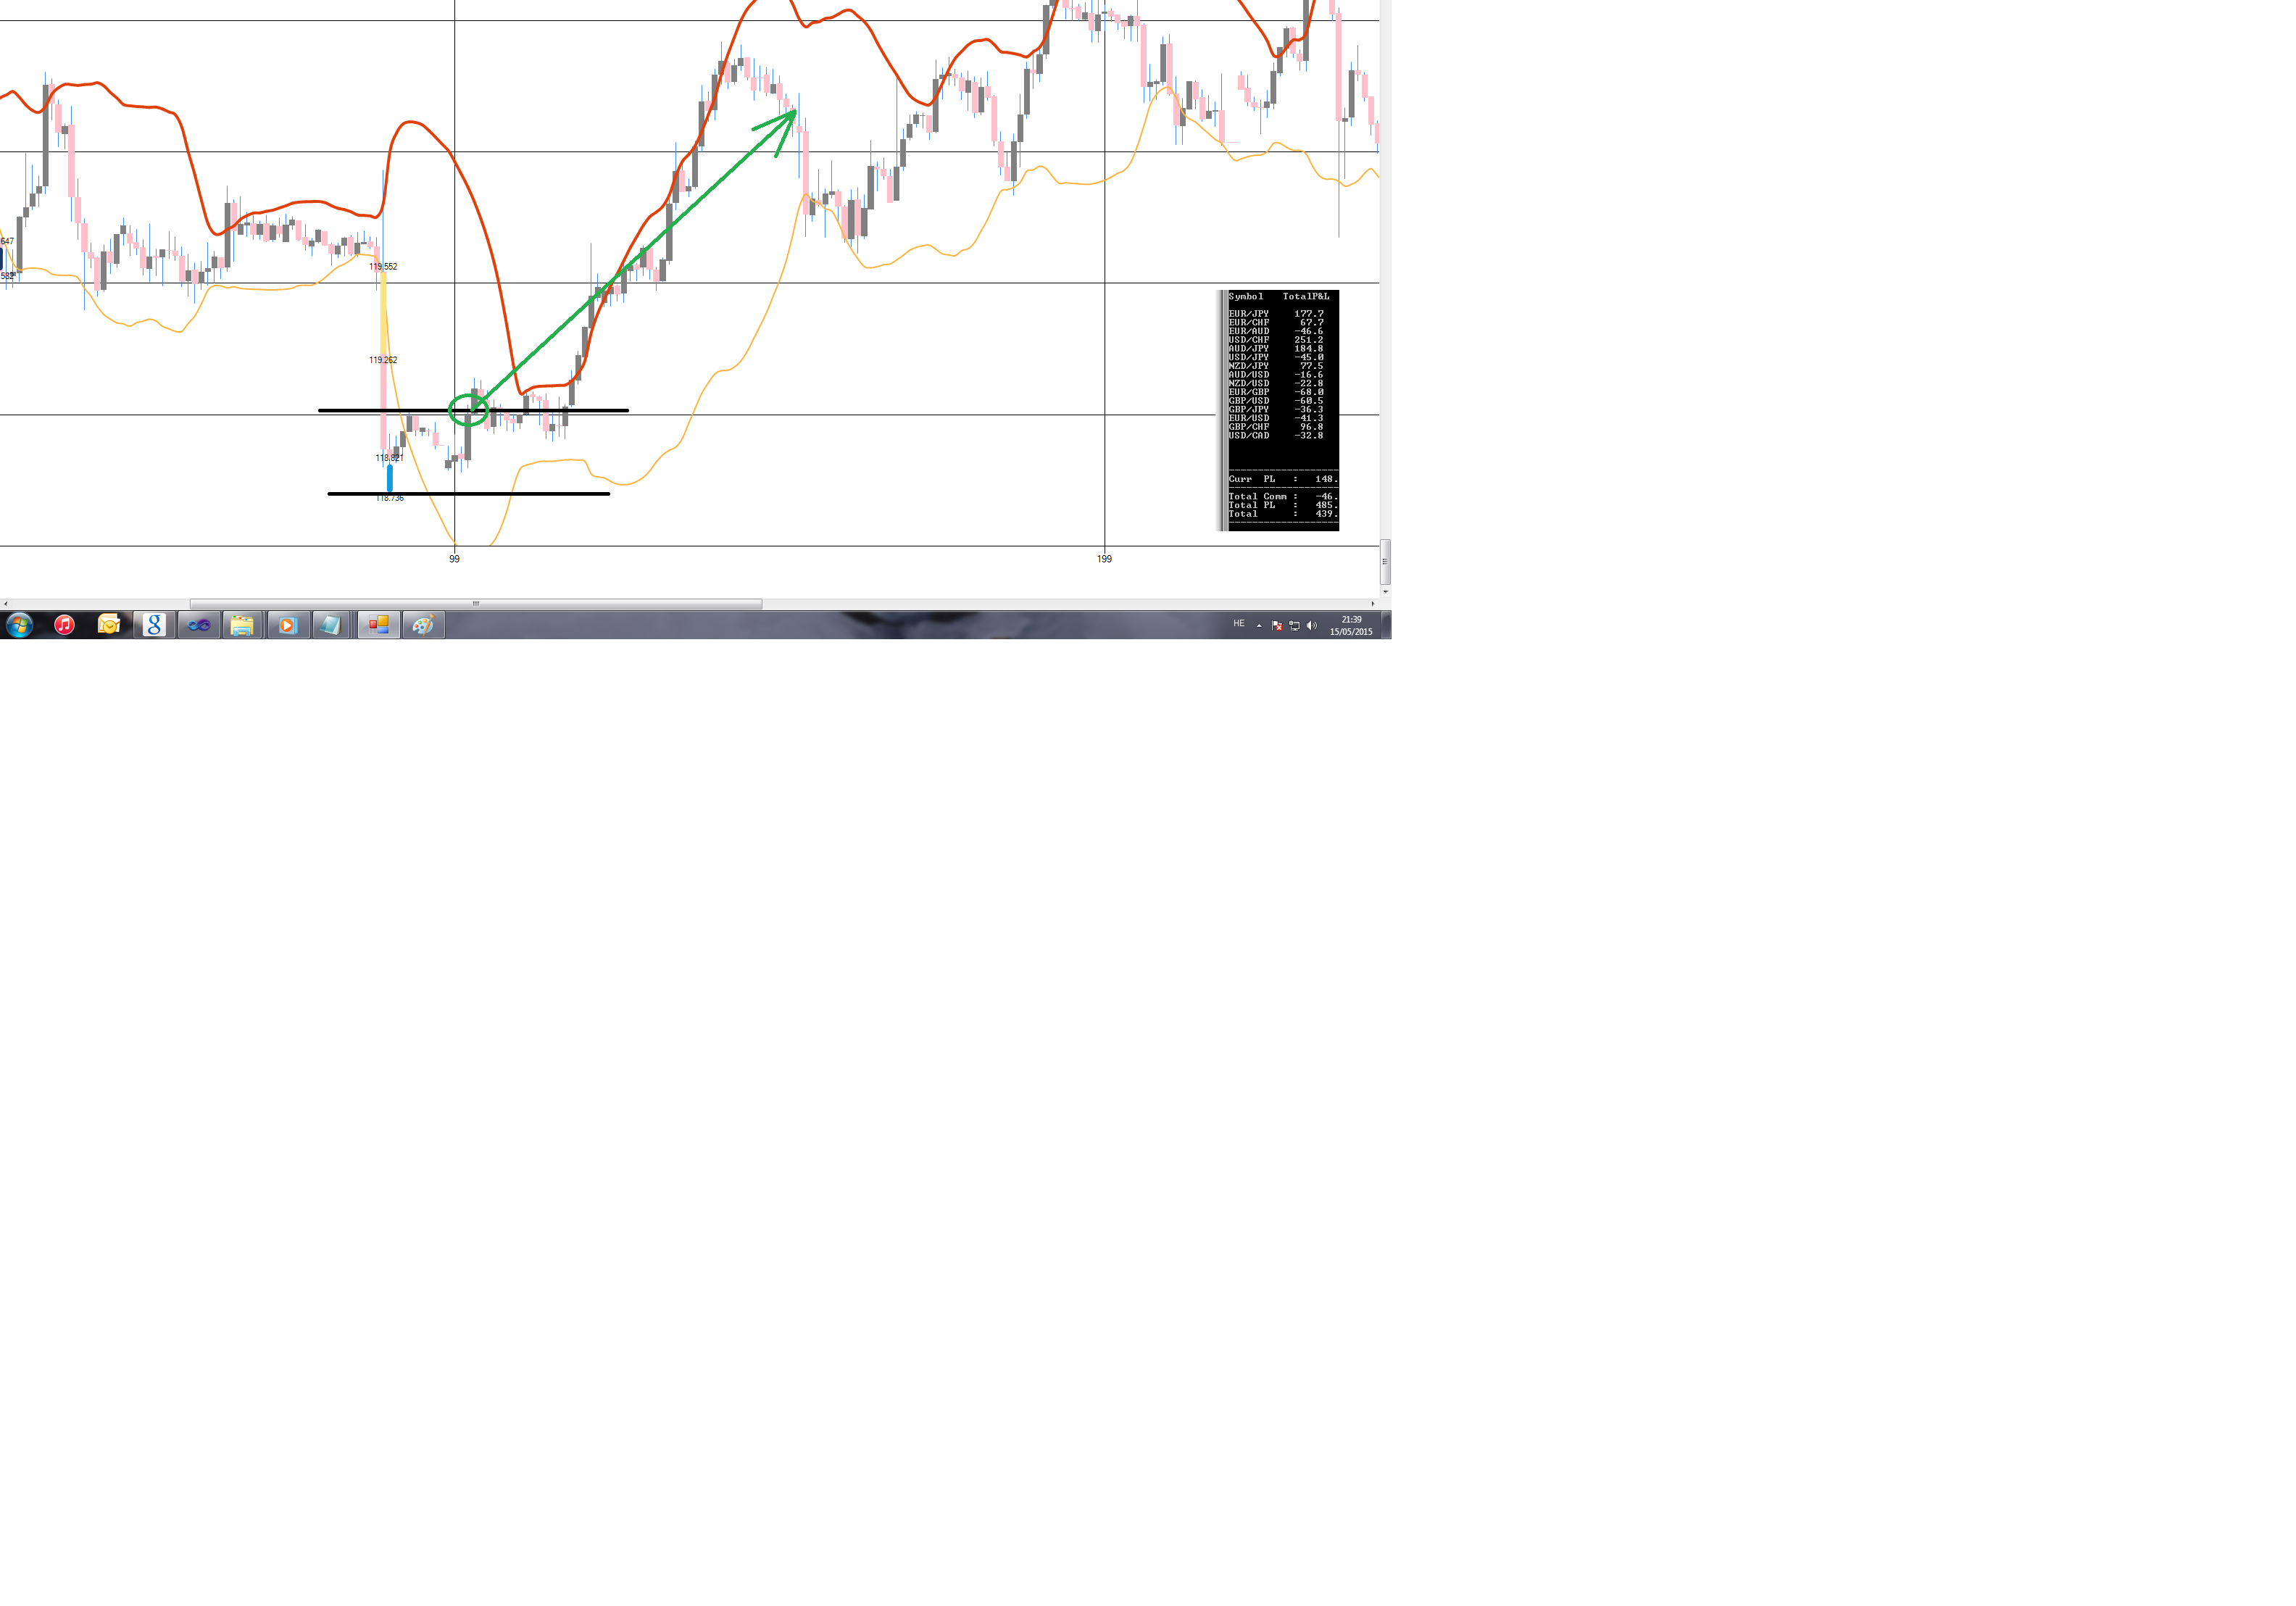 647
582
119.552
119.262
118.821
118.736
Symbol TotalP&L
EUR/JPY 177.7
EUR/CHF 67.7
EUR/AUD -46.6
USD/CHF 251.2
AUD/JPY 184.8
USD/JPY -45.0
NZD/JPY 77.5
AUD/USD -16.6
NZD/USD -22.8
EUR/GBP -68.0
GBP/USD -60.5
GBP/JPY -36.3
EUR/USD -41.3
GBP/CHF 96.8
USD/CAD -32.8
Curr PL : 148.
Total Comm : -46.
Total PL : 485.
Total : 439.
99 199
HE
21:39
15/05/2015